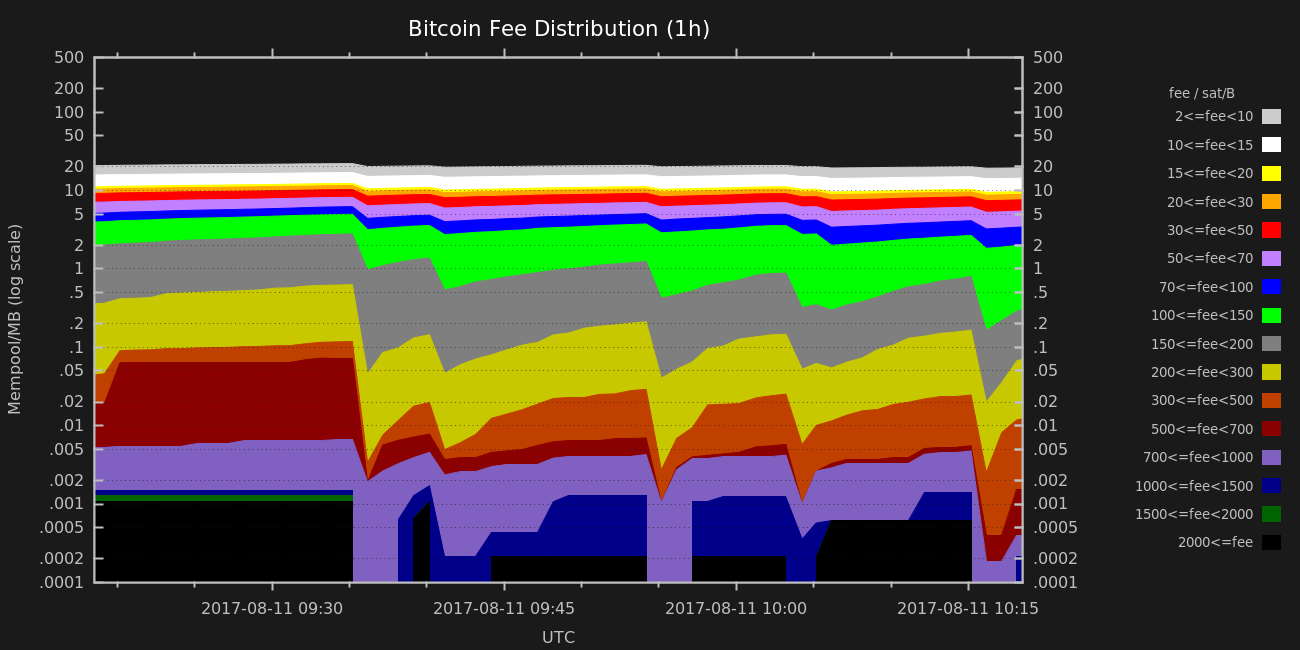 Bitcoin Fee Distribution (1h)
500
200
100
50
20
10
5
2
1
.5
.2
.1
.05
.02
.01
.005
.002
.001
.0005
.0002
.0001
Mempool/MB (log scale)
500
200
100
50
20
10
5
2
1
.5
.2
.1
.05
.02
.01
.005
.002
.001
.0005
.0002
.0001
2017-08-11 09:30 2017-08-11 09:45 2017-08-11 10:00 2017-08-11 10:15
UTC
fee / sat/B
2<=fee<10
10<=fee<15
15<=fee<20
20<=fee<30
30<=fee<50
50<=fee<70
70<=fee<100
100<=fee<150
150<=fee<200
200<=fee<300
300<=fee<500
500<=fee<700
700<=fee<1000
1000<=fee<1500
1500<=fee<2000
2000<=fee